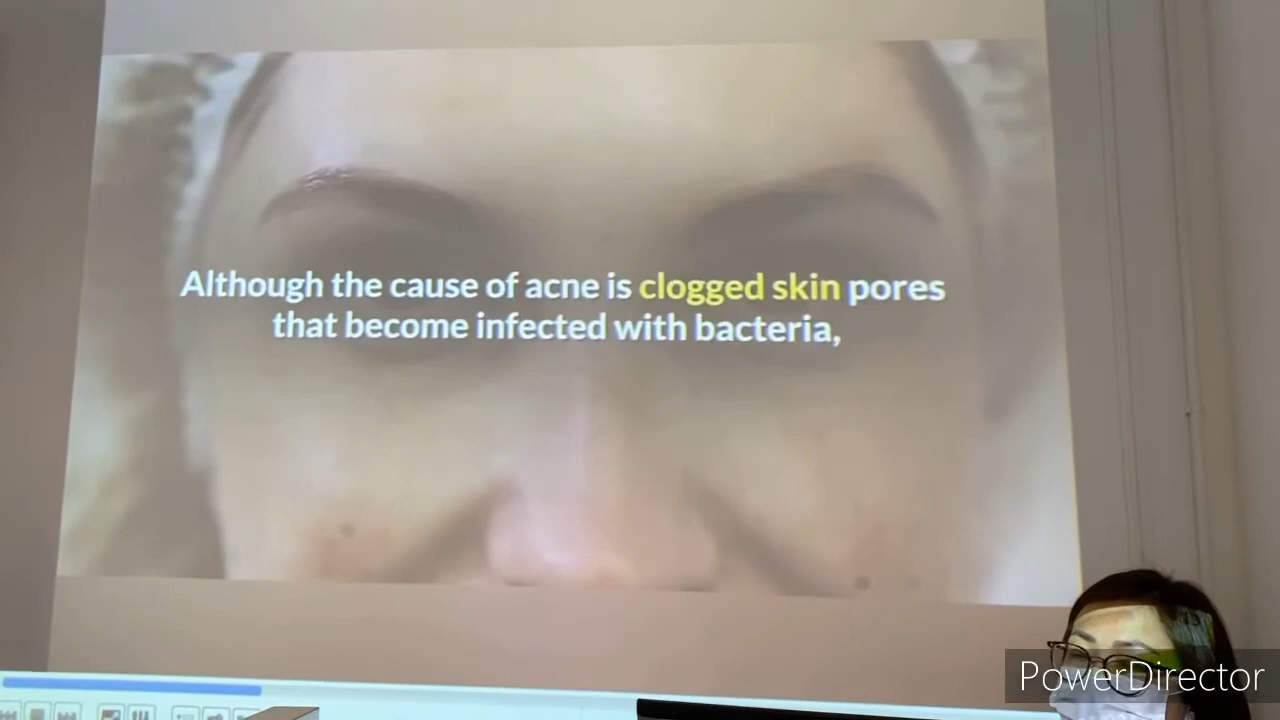 Although the cause of acne is clogged skin pores
that become infected with bacteria,
PowerDirector